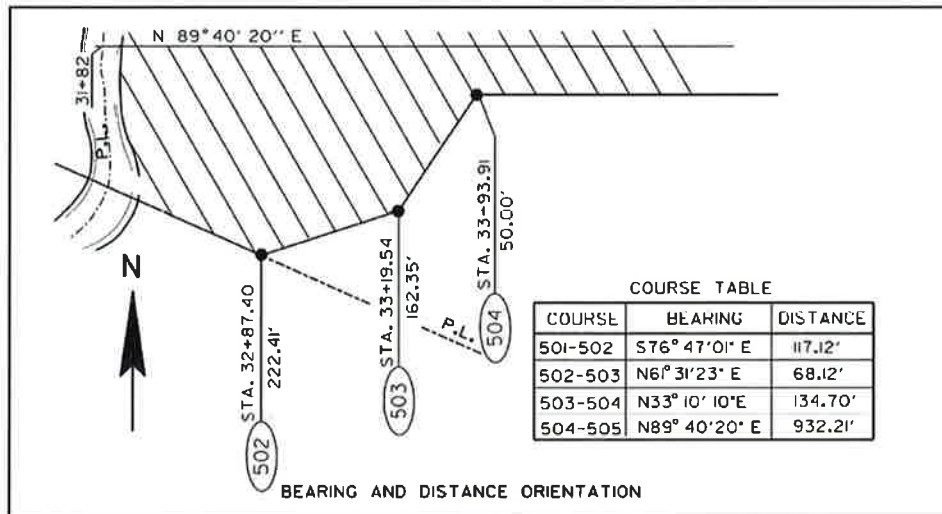 N 89°40' 20'' E
31+82
P.L.
N
STA. 32+87.40
222.41'
502
STA. 33+19.54
162.35'
503
STA. 33-93.91
50.00'
504
P.L.
COURSE TABLE
COURSE BEARING DISTANCE
501-502 S76° 47'01" E 117.12'
502-503 N61° 31'23" E 68.12'
503-504 N33° 10' 10"E 134.70'
504-505 N89° 40'20" E 932.21'
BEARING AND DISTANCE ORIENTATION